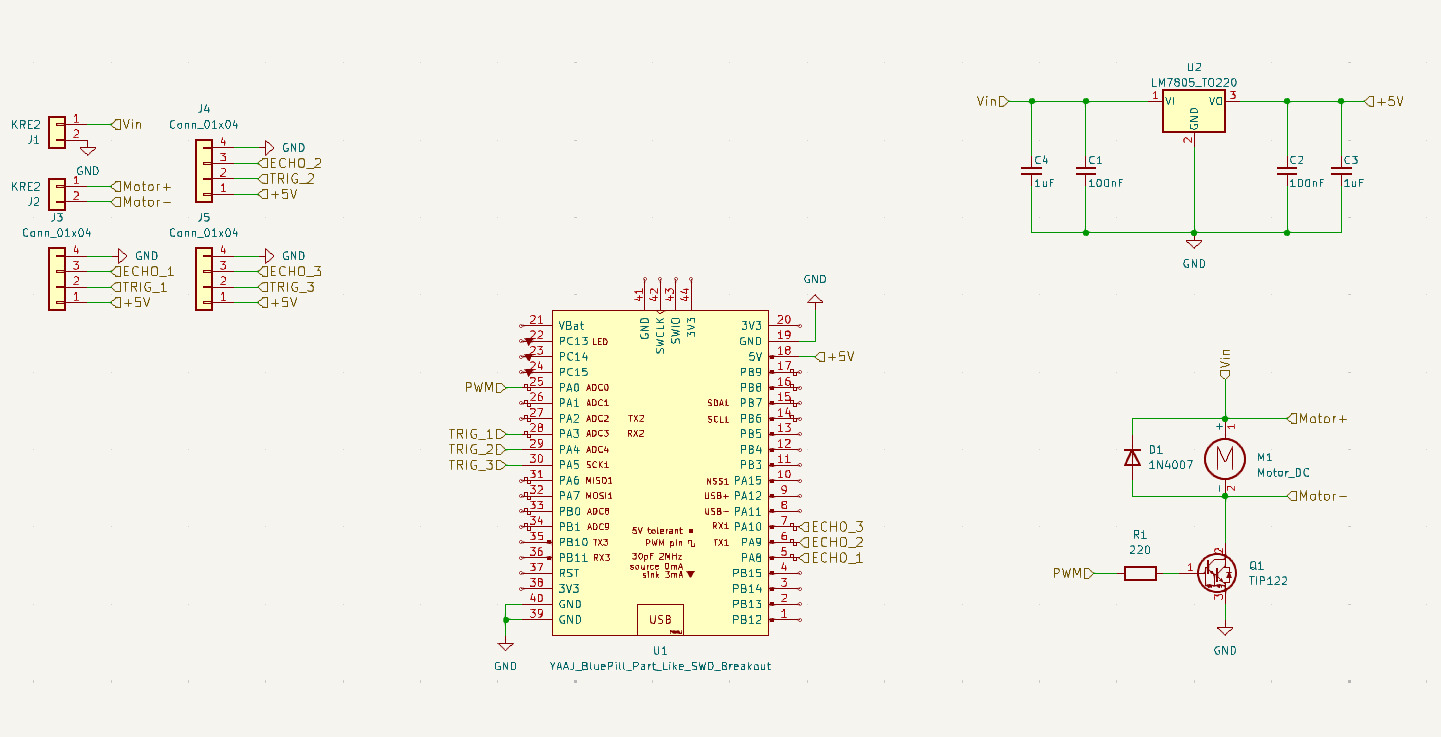 KRE2
J1
1
2
Vin
GND
KRE2
J2
1
2
Motor+
Motor-
J3
Conn_01x04
4
3
2
1
GND
ECHO_1
TRIG_1
+5V
J4
Conn_01x04
4
3
2
1
GND
ECHO_2
TRIG_2
+5V
J5
Conn_01x04
4
3
2
1
GND
ECHO_3
TRIG_3
+5V
U2
LM7805_TO220
Vin
1
VI
VO
3
GND
2
+5V
C4
1uF
C1
100nF
C2
100nF
C3
1uF
GND
41
42
43
44
GND
SWCLK
SWIO
3V3
GND
21 VBat
22 PC13 LED
23 PC14
24 PC15
PWM 25 PA0 ADC0
26 PA1 ADC1
27 PA2 ADC2 TX2
TRIG_1 28 PA3 ADC3 RX2
TRIG_2 29 PA4 ADC4
TRIG_3 30 PA5 SCK1
31 PA6 MISO1
32 PA7 MOSI1
33 PB0 ADC8
34 PB1 ADC9
35 PB10 TX3
36 PB11 RX3
37 RST
38 3V3
40 GND
39 GND
GND
3V3 20
GND 19
5V 18 +5V
PB9 17
PB8 16
SDA1 PB7 15
SCL1 PB6 14
PB5 13
PB4 12
PB3 11
NSS1 PA15 10
USB+ PA12 9
USB- PA11 8
RX1 PA10 7 ECHO_3
TX1 PA9 6 ECHO_2
PA8 5 ECHO_1
PB15 4
PB14 3
PB13 2
PB12 1
5V tolerant
PWM pin
30pF 2MHz
source 0mA
sink 3mA
USB
U1
YAAJ_BluePill_Part_Like_SWD_Breakout
Vin
Motor+
+
1
D1
1N4007
M
M1
Motor_DC
-
2
Motor-
R1
220
PWM
1
2
3
Q1
TIP122
GND